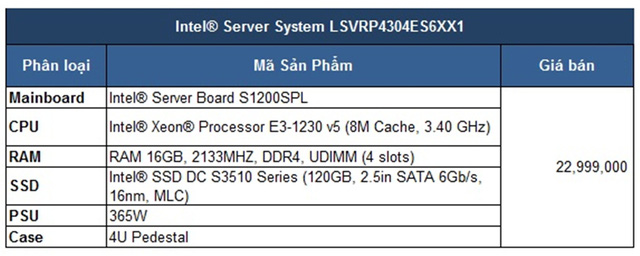 Intel® Server System LSVRP4304ES6XX1
Phân loại Mã Sản Phẩm Giá bán
Mainboard Intel® Server Board S1200SPL
CPU Intel® Xeon® Processor E3-1230 v5 (8M Cache, 3.40 GHz)
RAM RAM 16GB, 2133MHZ, DDR4, UDIMM (4 slots)
SSD Intel® SSD DC S3510 Series (120GB, 2.5in SATA 6Gb/s,
16nm, MLC)
22,999,000
PSU 365W
Case 4U Pedestal